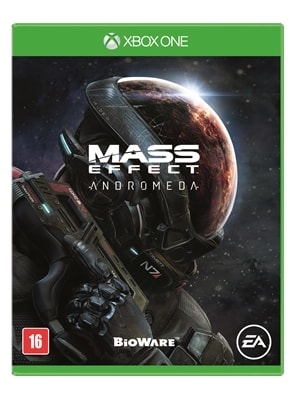 XBOX ONE
MASS
EFFECT
ANDROMEDA
N7
16
BIOWARE
EA